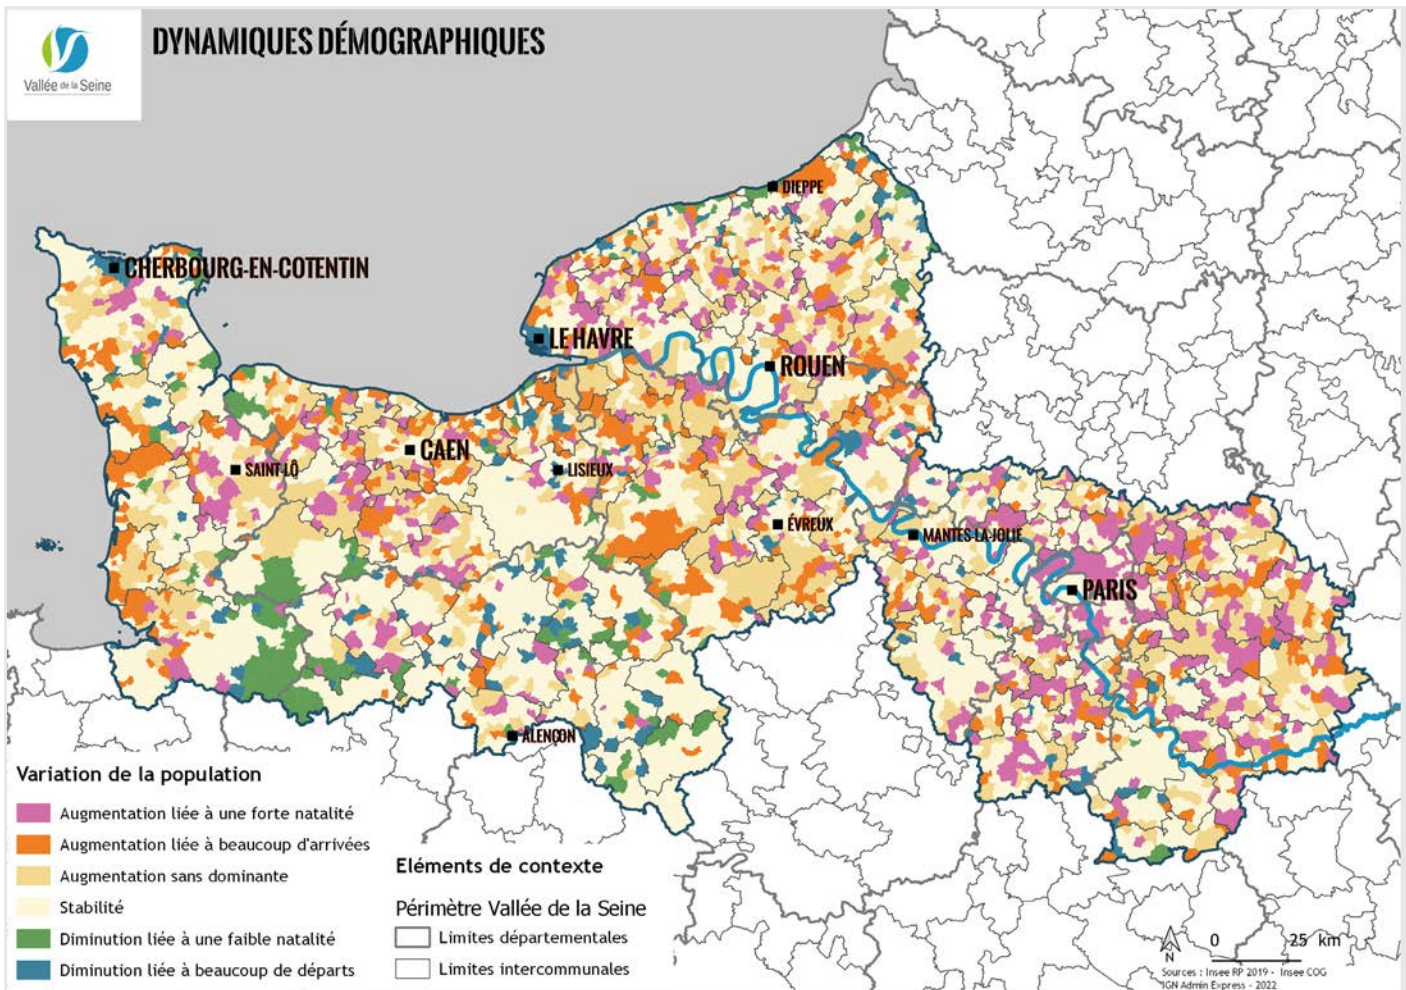 Vallée de la Seine
DYNAMIQUES DÉMOGRAPHIQUES
DIEPPE
CHERBOURG-EN-COTENTIN
LE HAVRE
ROUEN
CAEN
SAINT-LÔ
LISIEUX
ÉVREUX
MANTES-LA-JOLIE
PARIS
ALENÇON
Variation de la population
Augmentation liée à une forte natalité
Augmentation liée à beaucoup d'arrivées
Augmentation sans dominante
Stabilité
Diminution liée à une faible natalité
Diminution liée à beaucoup de départs
Eléments de contexte
Périmètre Vallée de la Seine
Limites départementales
Limites intercommunales
N
0 25 km
Sources : Insee RP 2019 - Insee COG
IGN Admin Express - 2022